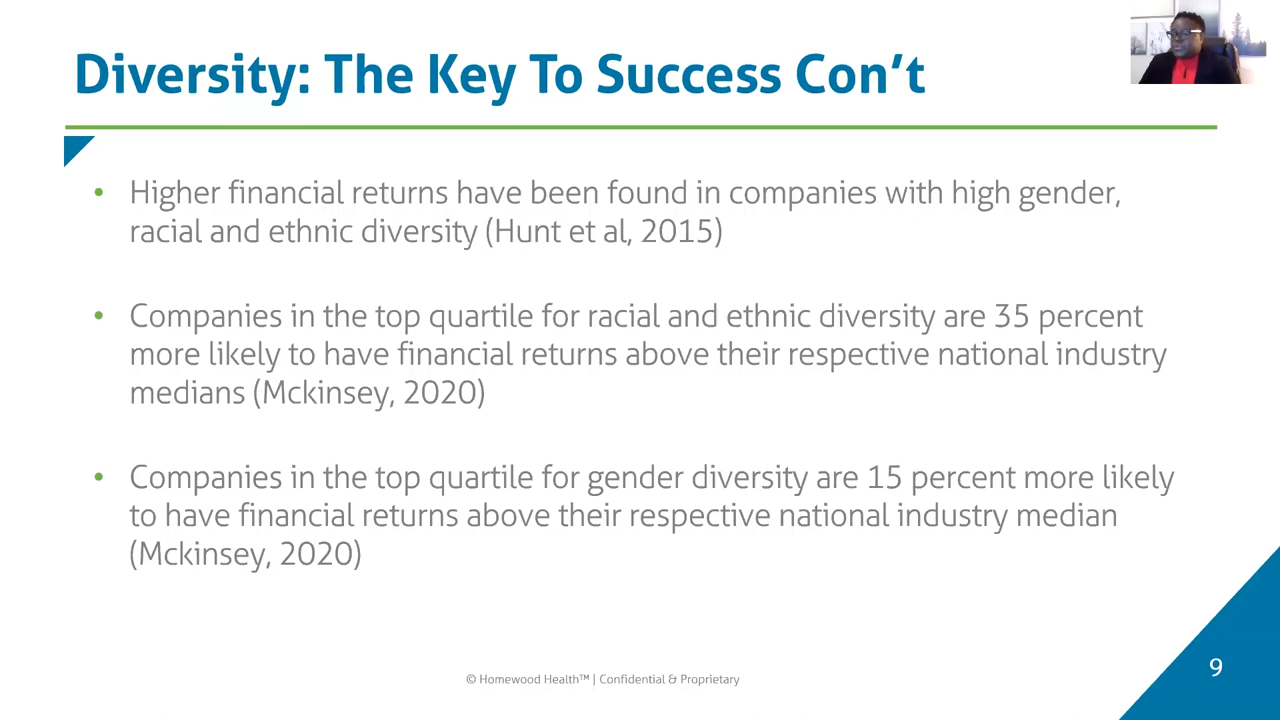 Diversity: The Key To Success Con’t
• Higher financial returns have been found in companies with high gender,
racial and ethnic diversity (Hunt et al, 2015)
• Companies in the top quartile for racial and ethnic diversity are 35 percent
more likely to have financial returns above their respective national industry
medians (Mckinsey, 2020)
• Companies in the top quartile for gender diversity are 15 percent more likely
to have financial returns above their respective national industry median
(Mckinsey, 2020)
© Homewood Health™ | Confidential & Proprietary
9